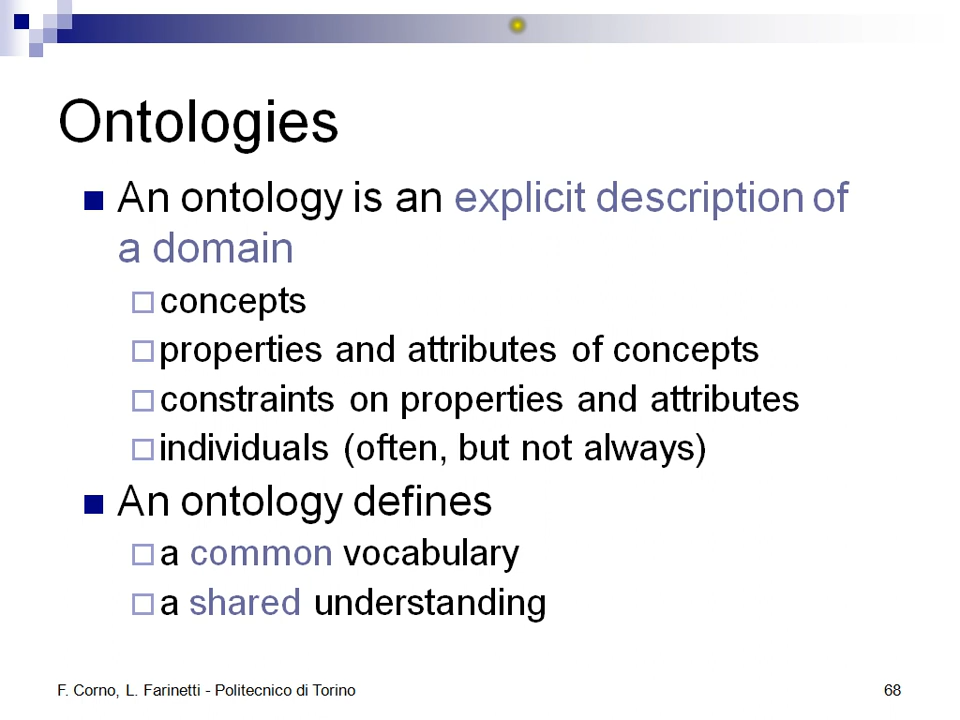 Ontologies
An ontology is an explicit description of
a domain
concepts
properties and attributes of concepts
constraints on properties and attributes
individuals (often, but not always)
An ontology defines
a common vocabulary
a shared understanding
F. Corno, L. Farinetti - Politecnico di Torino
68